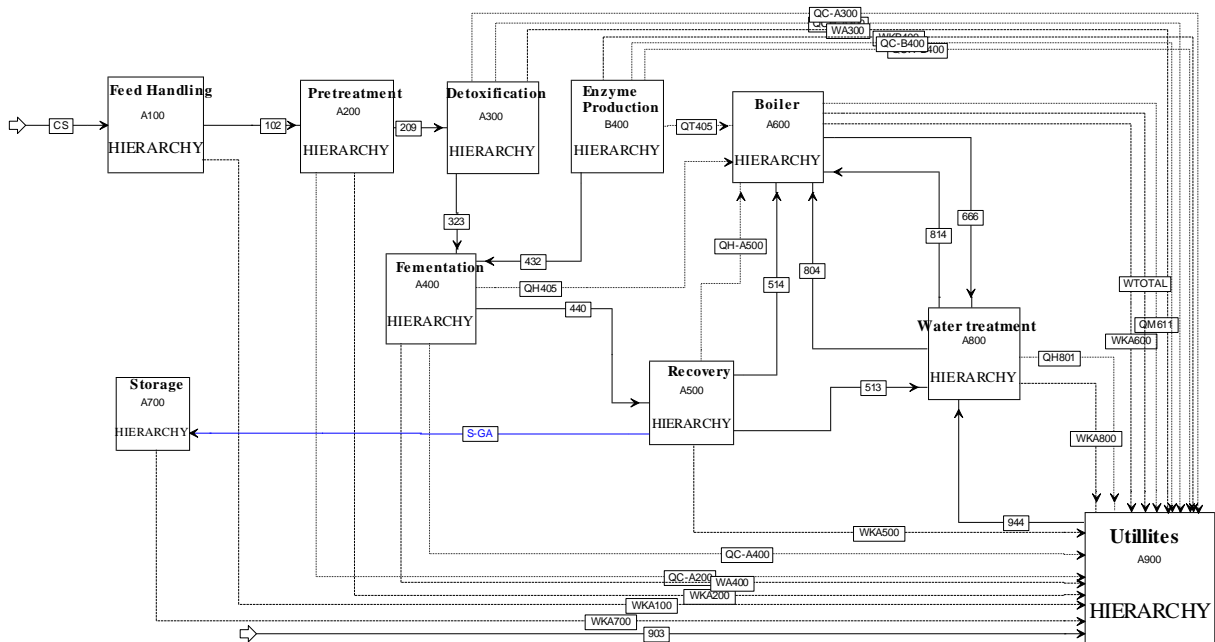 QC-A300
WA300
QC-B400
Feed Handling
A100
HIERARCHY
Pretreatment
A200
HIERARCHY
Detoxification
A300
HIERARCHY
Enzyme
Production
B400
HIERARCHY
Boiler
A600
HIERARCHY
CS
102
209
QT405
323
432
666
814
804
QH-A500
514
Fementation
A400
HIERARCHY
QH405
440
WTOTAL
QM611
WKA600
Water treatment
A800
HIERARCHY
QH801
Recovery
A500
HIERARCHY
513
Storage
A700
HIERARCHY
S-GA
WKA800
944
WKA500
Utillites
A900
HIERARCHY
QC-A400
QC-A200
WA400
WKA200
WKA100
WKA700
903